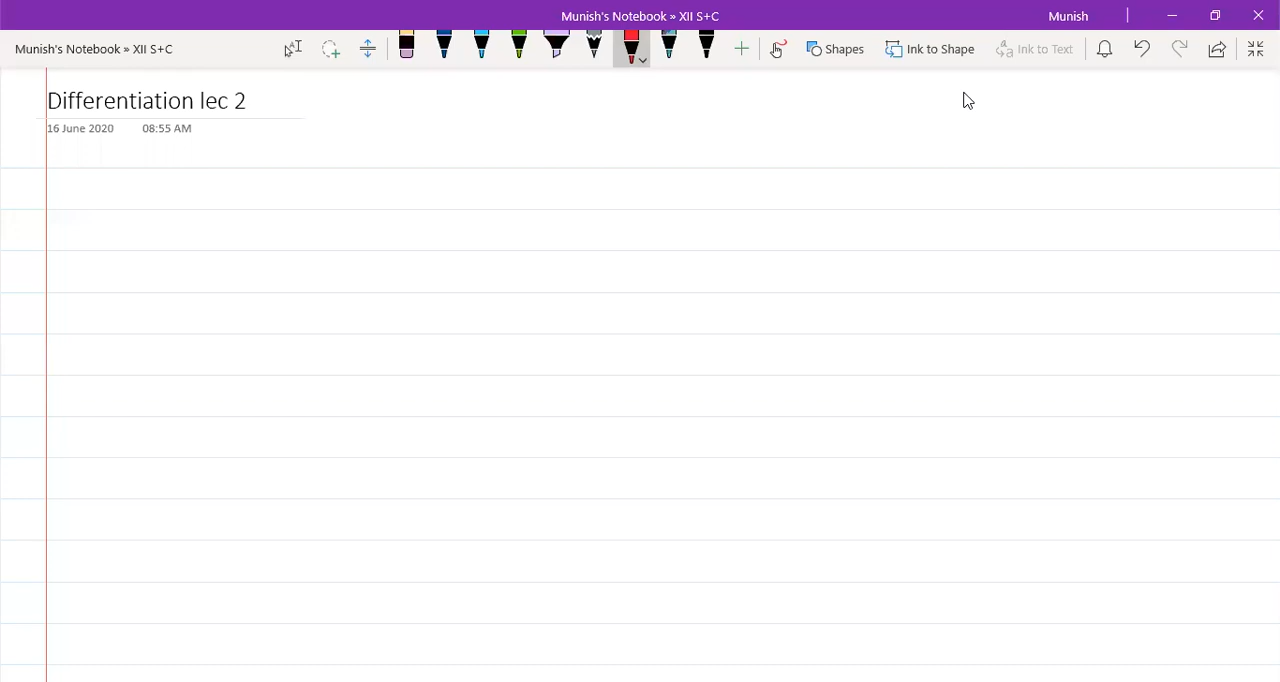 Munish's Notebook » XII S+C
Munish
Munish's Notebook » XII S+C
Shapes
Ink to Shape
Ink to Text
Differentiation lec 2
16 June 2020
08:55 AM